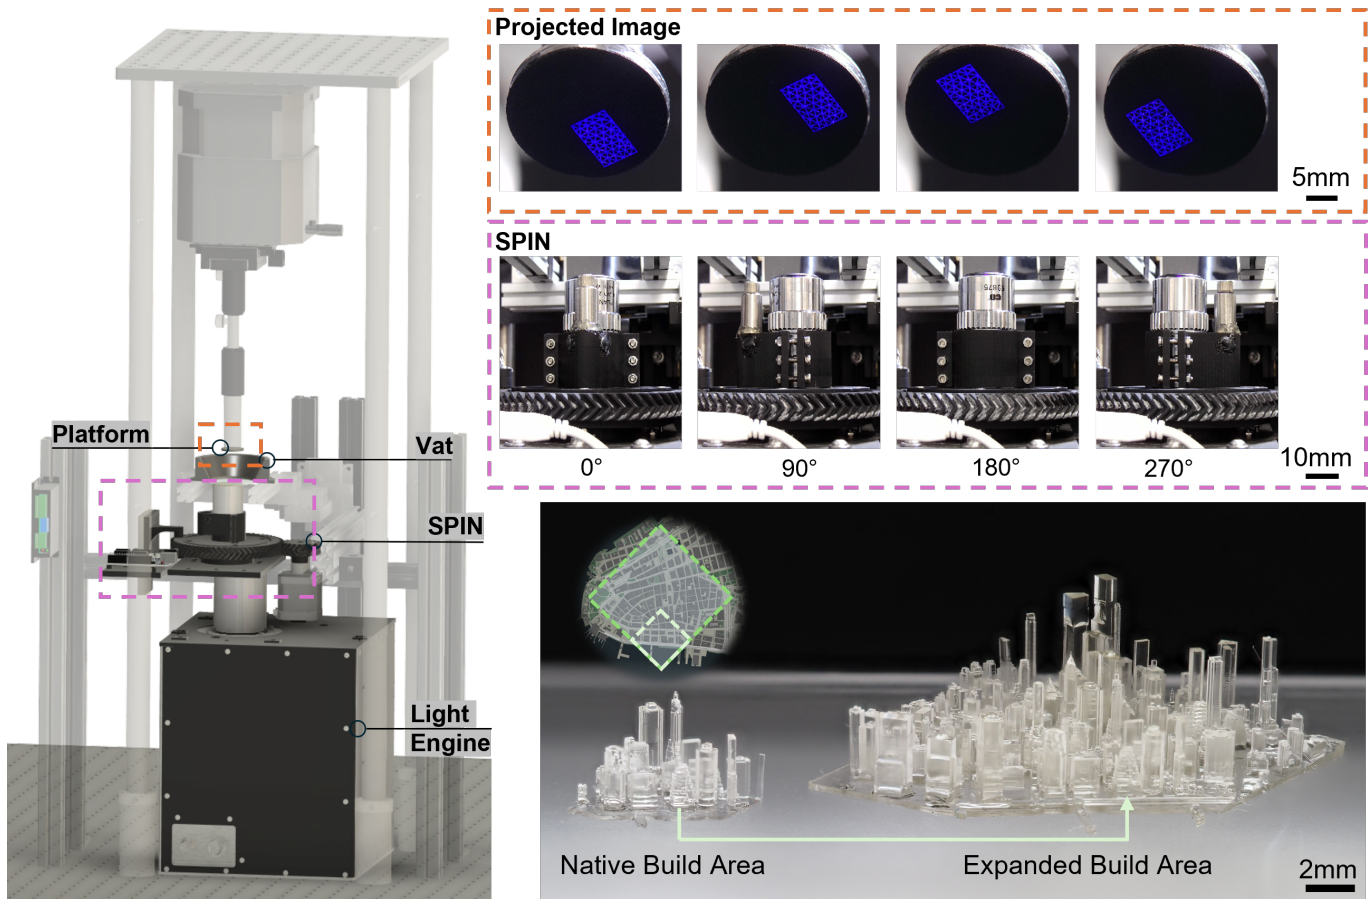 Projected Image
5mm
SPIN
0°
90°
180°
270°
10mm
Platform
Vat
SPIN
Light
Engine
Native Build Area
Expanded Build Area
2mm